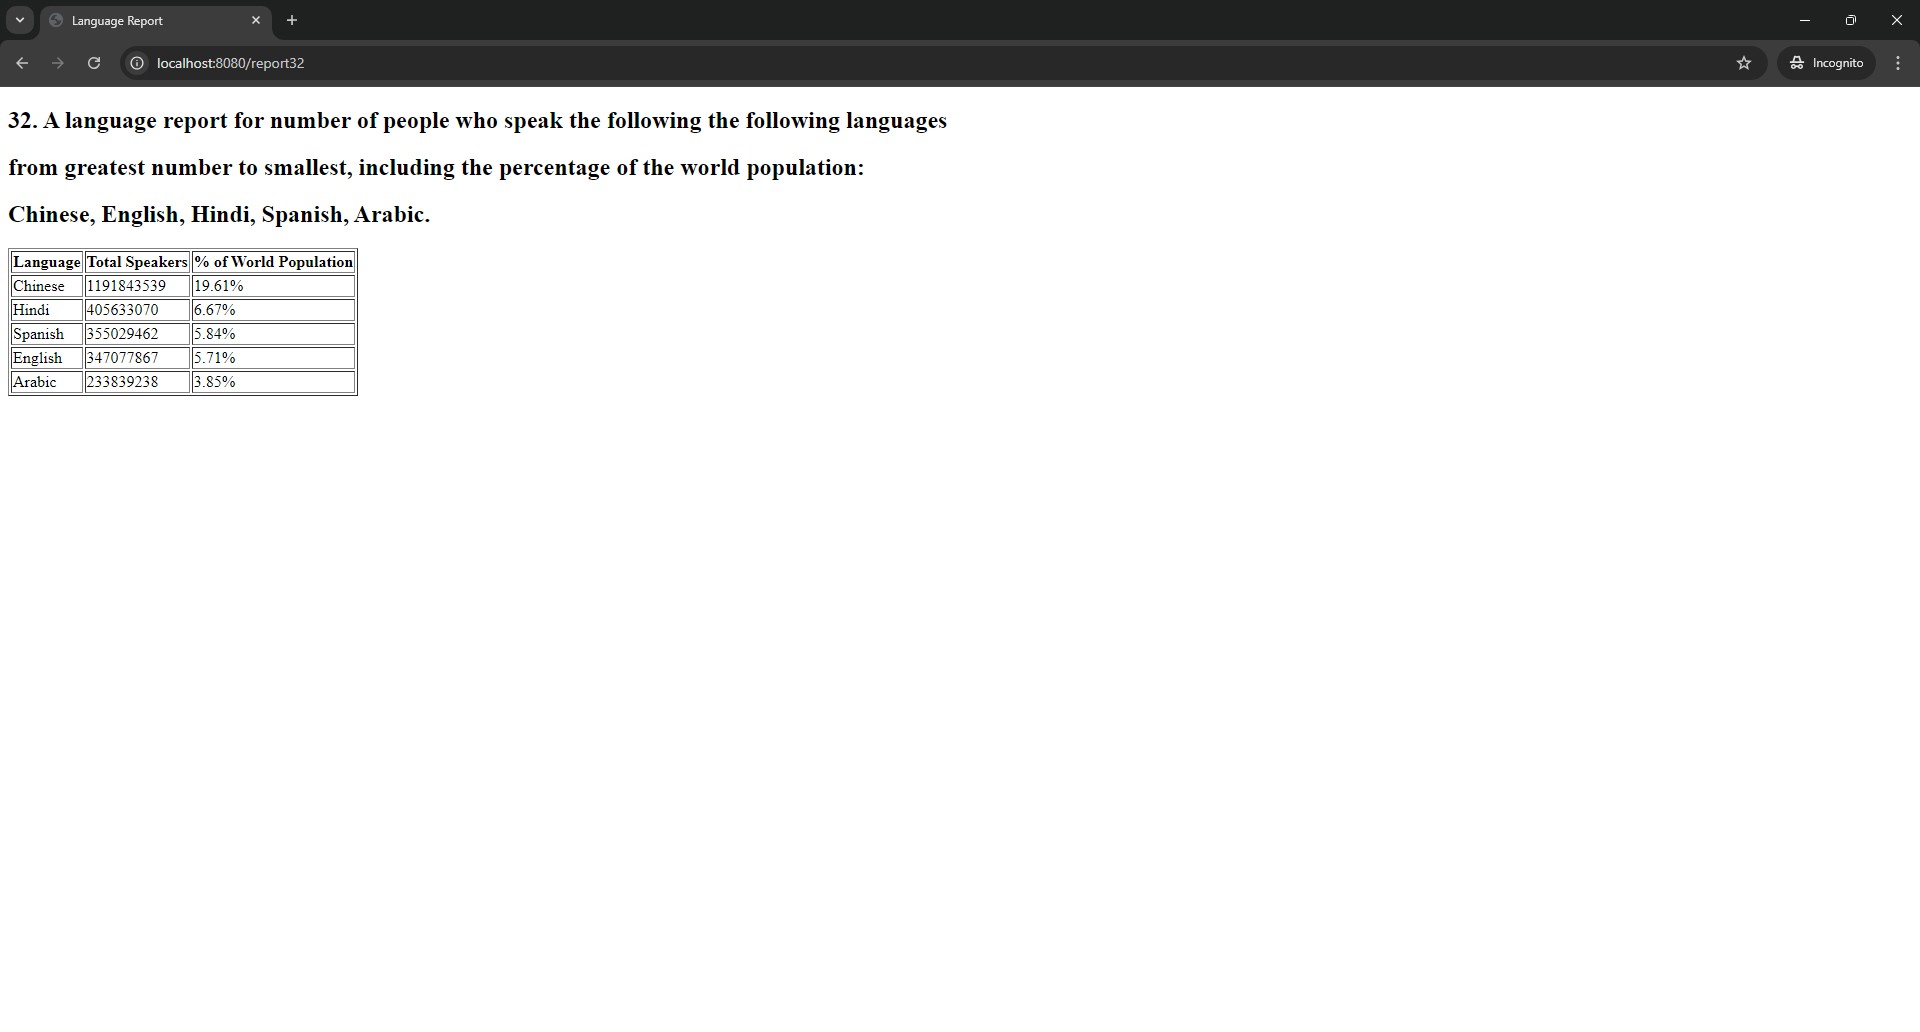 Language Report
localhost:8080/report32
Incognito
32. A language report for number of people who speak the following the following languages
from greatest number to smallest, including the percentage of the world population:
Chinese, English, Hindi, Spanish, Arabic.
Language Total Speakers % of World Population
Chinese 1191843539 19.61%
Hindi 405633070 6.67%
Spanish 355029462 5.84%
English 347077867 5.71%
Arabic 233839238 3.85%